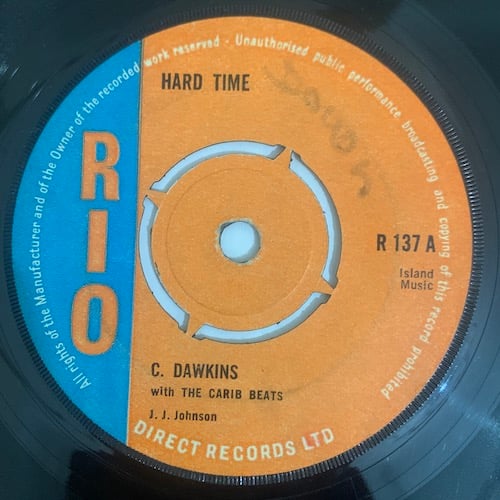 All rights of the Manufacturer and of the Owner of the recorded work reserved - Unauthorised public performance broadcasting and copying of this record prohibited
HARD TIME
RIO
R 137 A
Island
Music
C. DAWKINS
with THE CARIB BEATS
J. J. Johnson
DIRECT RECORDS LTD